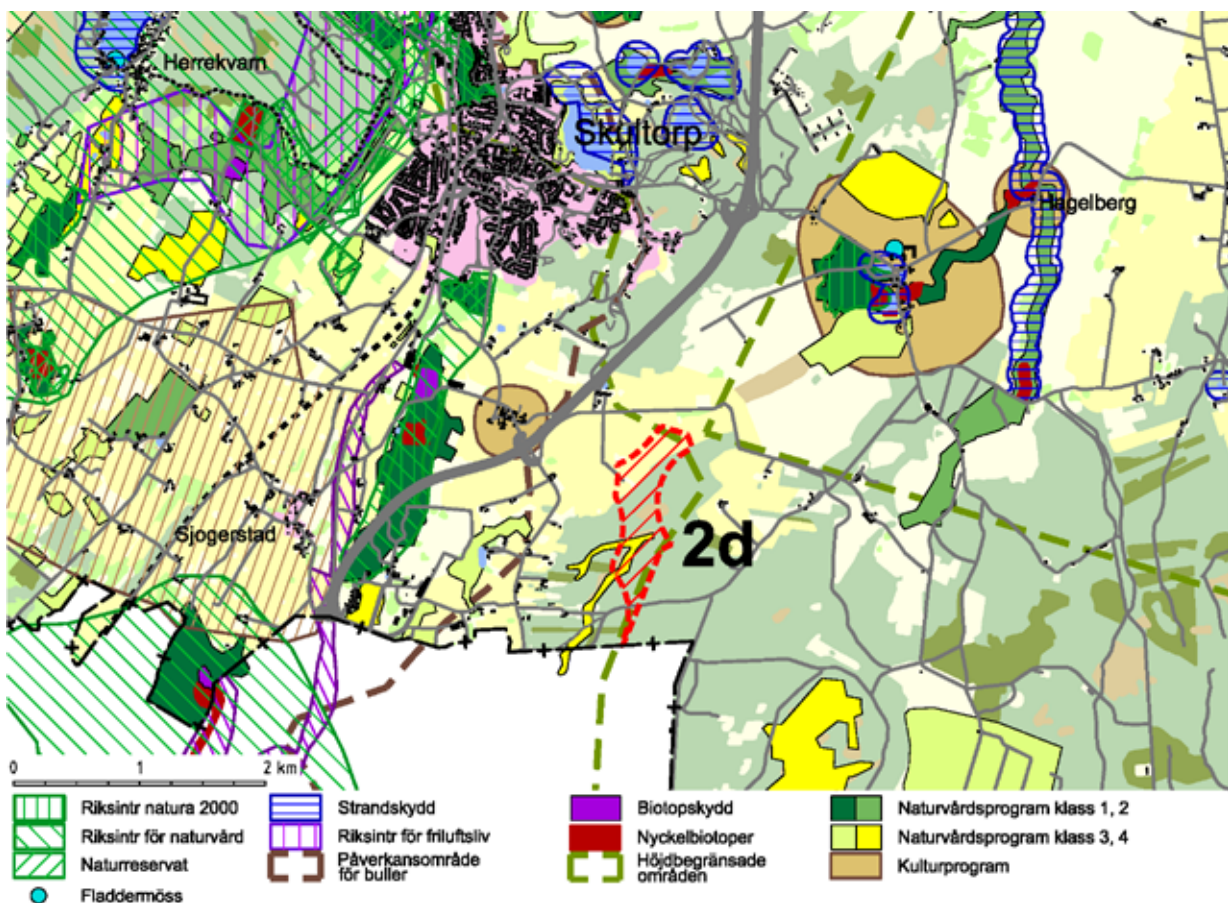 Herrekvarn
Skultorp
Hagelberg
Sjogerstad
2d
0 1 2 km
Riksintr natura 2000
Riksintr för naturvård
Naturreservat
Fladdermöss
Strandskydd
Riksintr för friluftsliv
Påverkansområde
för buller
Biotopskydd
Nyckelbiotoper
Höjdbegränsade
områden
Naturvårdsprogram klass 1, 2
Naturvårdsprogram klass 3, 4
Kulturprogram